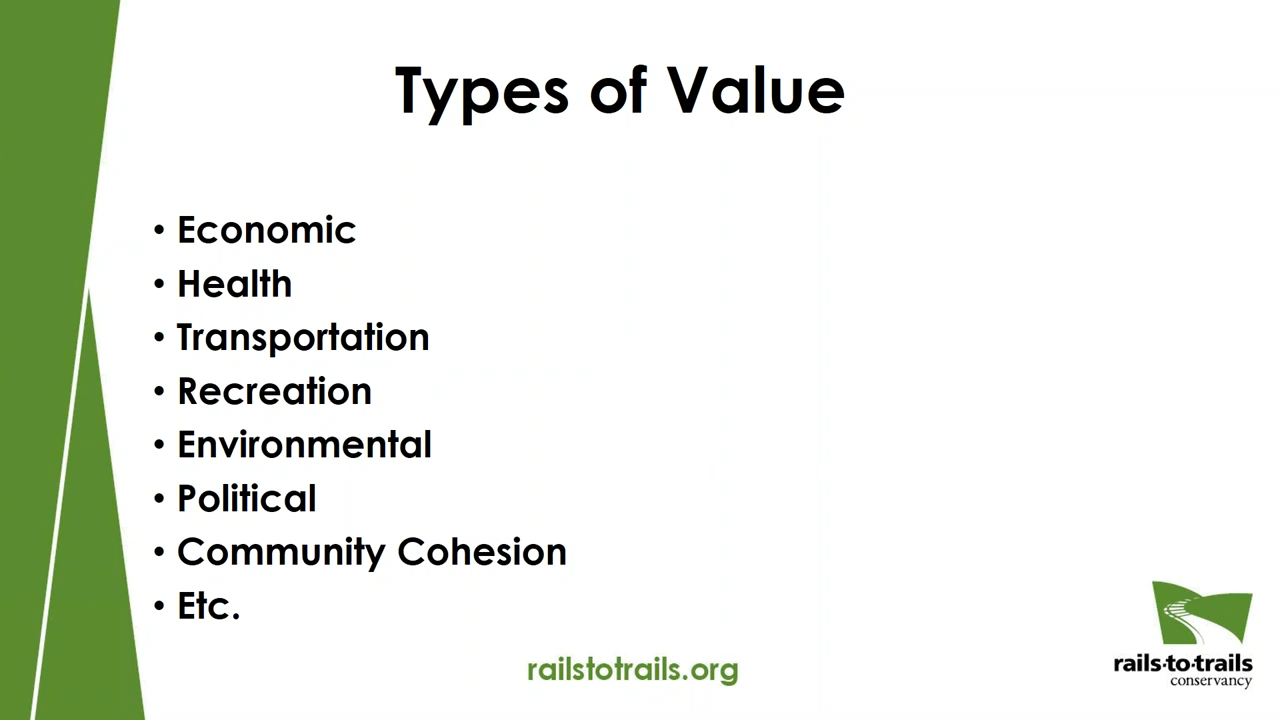 Types of Value
• Economic
• Health
• Transportation
• Recreation
• Environmental
• Political
• Community Cohesion
• Etc.
railstotrails.org
rails·to·trails
conservancy